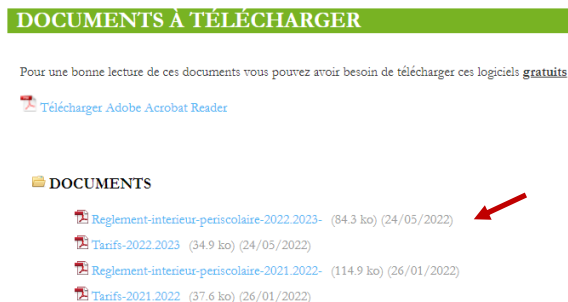 DOCUMENTS À TÉLÉCHARGER
Pour une bonne lecture de ces documents vous pouvez avoir besoin de télécharger ces logiciels gratuits
Télécharger Adobe Acrobat Reader
DOCUMENTS
Reglement-interieur-periscolaire-2022.2023- (84.3 ko) (24/05/2022)
Tarifs-2022.2023 (34.9 ko) (24/05/2022)
Reglement-interieur-periscolaire-2021.2022- (114.9 ko) (26/01/2022)
Tarifs-2021.2022 (37.6 ko) (26/01/2022)